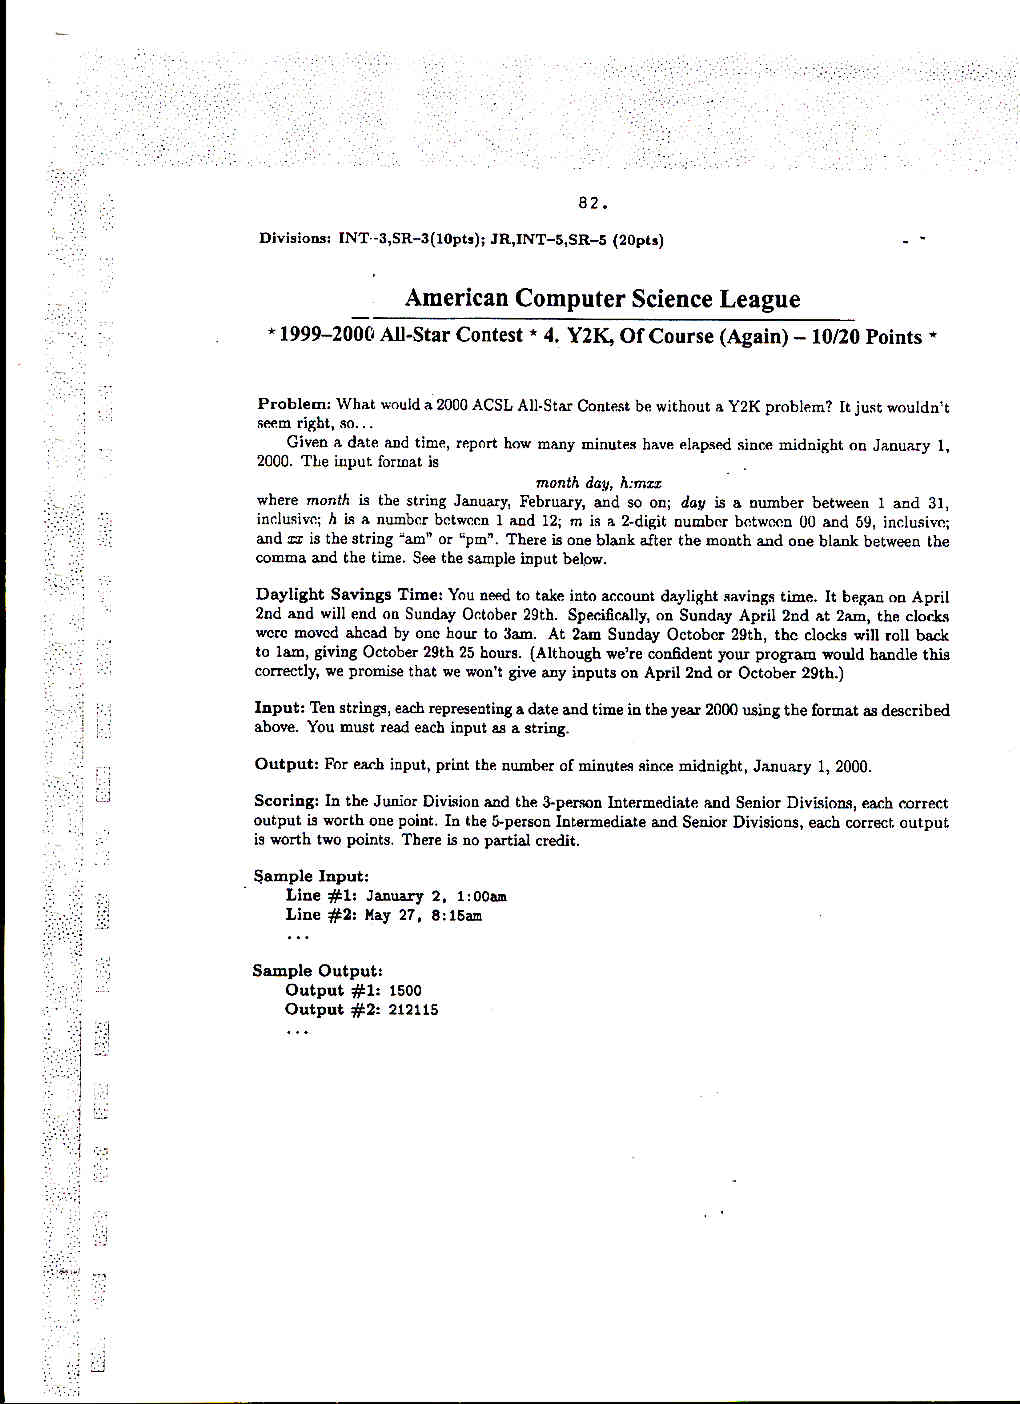 82.
Divisions: INT-3,SR-3(10pts); JR,INT-5,SR-5 (20pts)
American Computer Science League
* 1999-2000 All-Star Contest * 4. Y2K, Of Course (Again) – 10/20 Points *
Problem: What would a 2000 ACSL All-Star Contest be without a Y2K problem? It just wouldn't
seem right, so...
Given a date and time, report how many minutes have elapsed since midnight on January 1,
2000. The input format is
month day, h:mxx
where month is the string January, February, and so on; day is a number between 1 and 31,
inclusive; h is a number between 1 and 12; m is a 2-digit number between 00 and 59, inclusive;
and xx is the string "am" or "pm". There is one blank after the month and one blank between the
comma and the time. See the sample input below.
Daylight Savings Time: You need to take into account daylight savings time. It began on April
2nd and will end on Sunday October 29th. Specifically, on Sunday April 2nd at 2am, the clocks
were moved ahead by one hour to 3am. At 2am Sunday October 29th, the clocks will roll back
to 1am, giving October 29th 25 hours. (Although we're confident your program would handle this
correctly, we promise that we won't give any inputs on April 2nd or October 29th.)
Input: Ten strings, each representing a date and time in the year 2000 using the format as described
above. You must read each input as a string.
Output: For each input, print the number of minutes since midnight, January 1, 2000.
Scoring: In the Junior Division and the 3-person Intermediate and Senior Divisions, each correct
output is worth one point. In the 5-person Intermediate and Senior Divisions, each correct output
is worth two points. There is no partial credit.
Sample Input:
Line #1: January 2, 1:00am
Line #2: May 27, 8:15am
...
Sample Output:
Output #1: 1500
Output #2: 212115
...